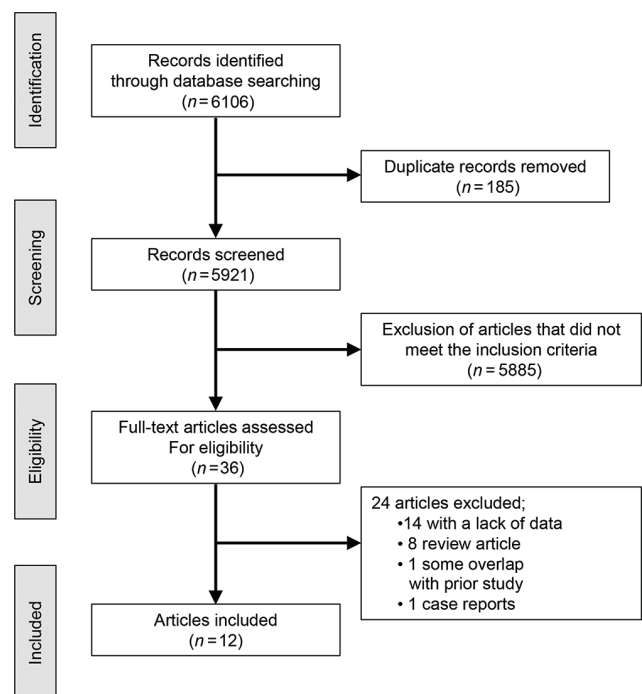 Identification
Records identified
through database searching
(n=6106)
Duplicate records removed
(n=185)
Screening
Records screened
(n=5921)
Exclusion of articles that did not
meet the inclusion criteria
(n=5885)
Eligibility
Full-text articles assessed
For eligibility
(n=36)
24 articles excluded;
•14 with a lack of data
• 8 review article
• 1 some overlap
with prior study
• 1 case reports
Included
Articles included
(n=12)